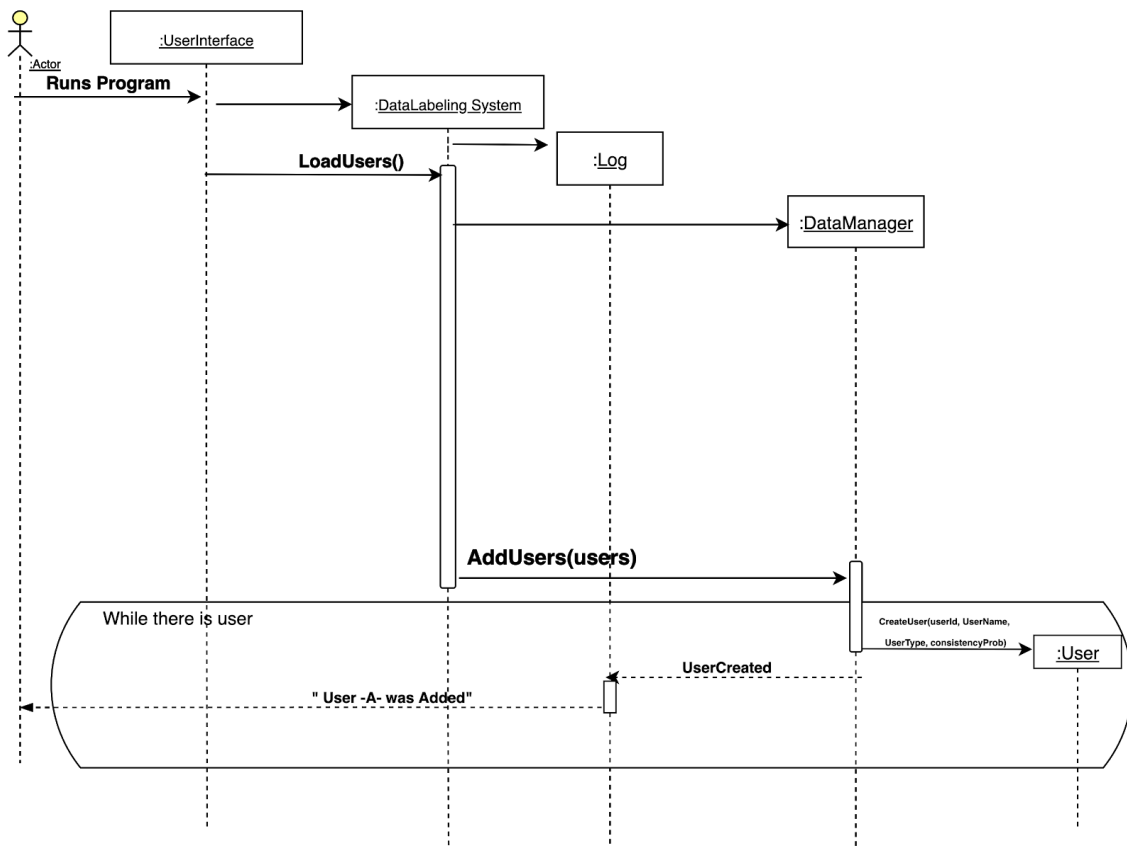 :UserInterface
:Actor
Runs Program
:DataLabeling System
:Log
LoadUsers()
:DataManager
AddUsers(users)
While there is user
CreateUser(userId, UserName,
UserType, consistencyProb)
:User
UserCreated
" User -A- was Added"